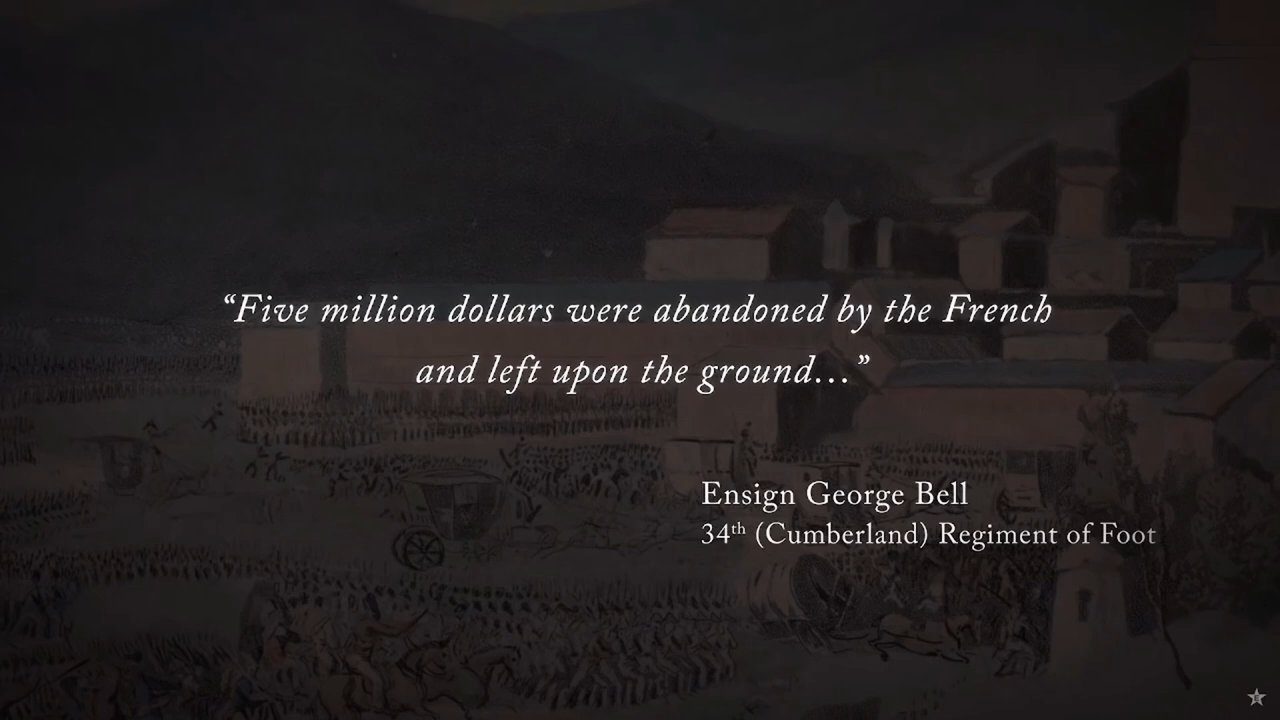 “Five million dollars were abandoned by the French
and left upon the ground...”
Ensign George Bell
34th (Cumberland) Regiment of Foot